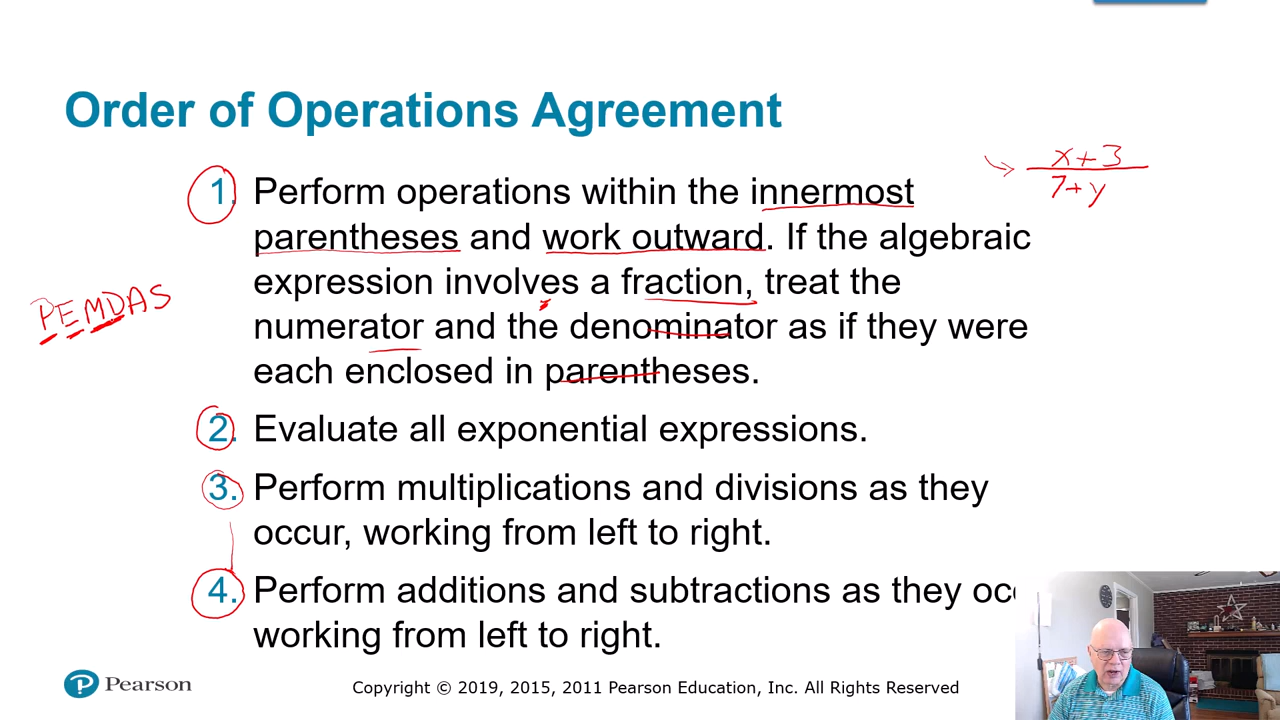 Order of Operations Agreement
x+3
7+y
1. Perform operations within the innermost
parentheses and work outward. If the algebraic
expression involves a fraction, treat the
PEMDAS
numerator and the denominator as if they were
each enclosed in parentheses.
2. Evaluate all exponential expressions.
3. Perform multiplications and divisions as they
occur, working from left to right.
4. Perform additions and subtractions as they
working from left to right.
Pearson
Copyright © 2019, 2015, 2011 Pearson Education, Inc. All Rights Reserved